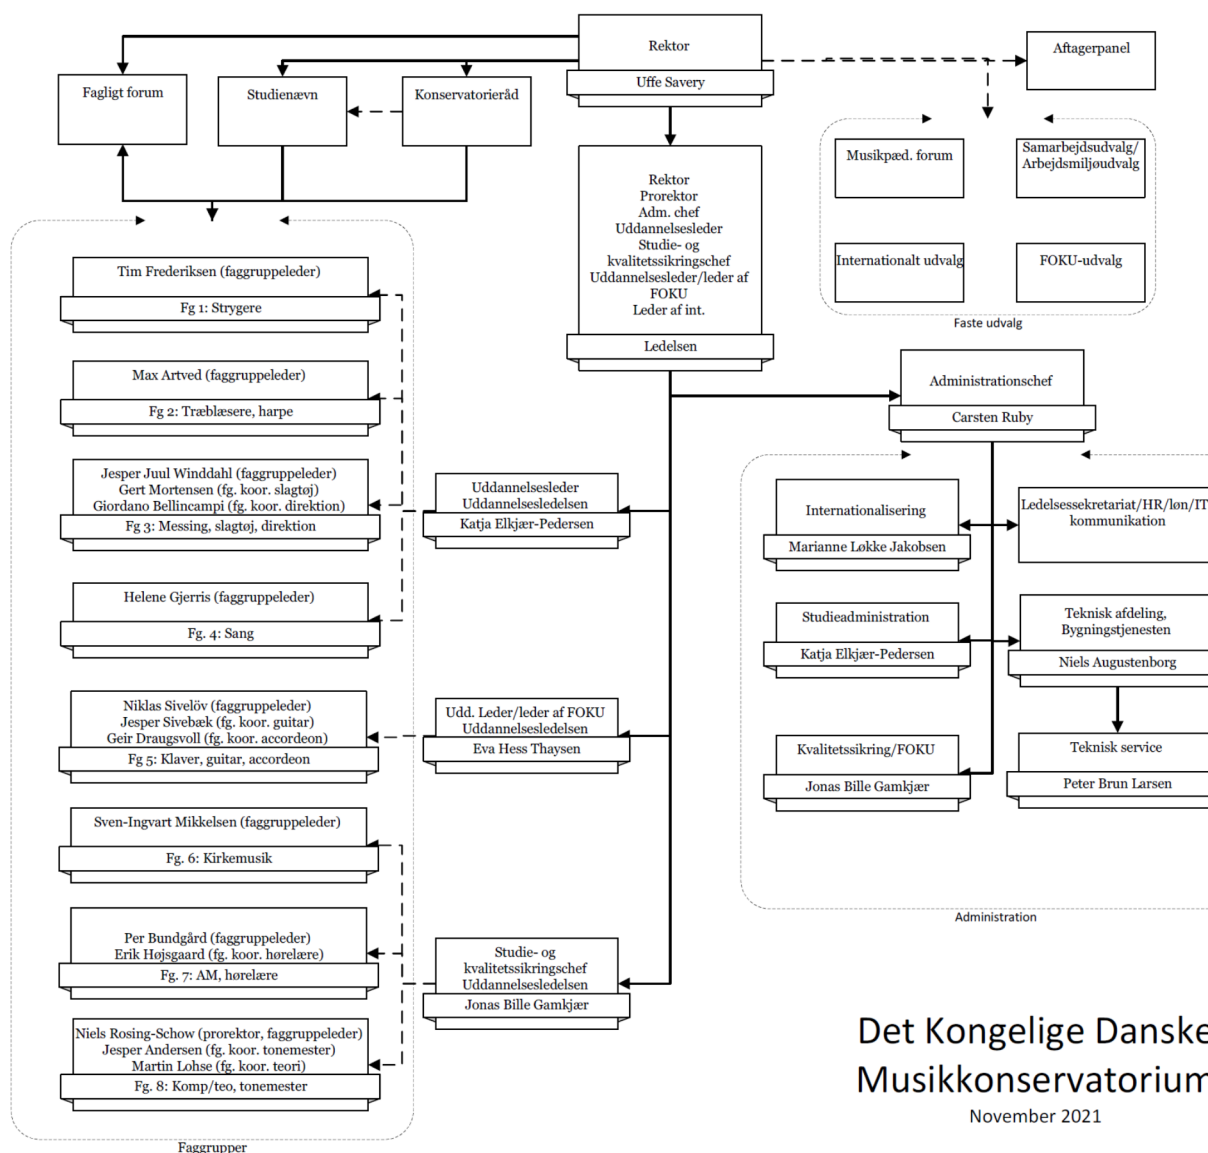 Rektor
Uffe Savery
Aftagerpanel
Fagligt forum
Studienævn
Konservatorieråd
Musikpæd. forum
Samarbejdsudvalg/
Arbejdsmiljøudvalg
Internationalt udvalg
FOKU-udvalg
Faste udvalg
Rektor
Prorektor
Adm. chef
Uddannelsesleder
Studie- og
kvalitetssikringschef
Uddannelsesleder/leder af
FOKU
Leder af int.
Ledelsen
Tim Frederiksen (faggruppeleder)
Fg 1: Strygere
Max Artved (faggruppeleder)
Fg 2: Træblæsere, harpe
Jesper Juul Winddahl (faggruppeleder)
Gert Mortensen (fg. koor. slagtøj)
Giordano Bellincampi (fg. koor. direktion)
Fg 3: Messing, slagtøj, direktion
Helene Gjerris (faggruppeleder)
Fg. 4: Sang
Niklas Sivelöv (faggruppeleder)
Jesper Sivebæk (fg. koor. guitar)
Geir Draugsvoll (fg. koor. accordeon)
Fg 5: Klaver, guitar, accordeon
Sven-Ingvart Mikkelsen (faggruppeleder)
Fg. 6: Kirkemusik
Per Bundgård (faggruppeleder)
Erik Højsgaard (fg. koor. hørelære)
Fg. 7: AM, hørelære
Niels Rosing-Schow (prorektor, faggruppeleder)
Jesper Andersen (fg. koor. tonemester)
Martin Lohse (fg. koor. teori)
Fg. 8: Komp/teo, tonemester
Faggrupper
Uddannelsesleder
Uddannelsesledelsen
Katja Elkjær-Pedersen
Udd. Leder/leder af FOKU
Uddannelsesledelsen
Eva Hess Thaysen
Studie- og
kvalitetssikringschef
Uddannelsesledelsen
Jonas Bille Gamkjær
Administrationschef
Carsten Ruby
Internationalisering
Marianne Løkke Jakobsen
Ledelsessekretariat/HR/løn/IT
kommunikation
Studieadministration
Katja Elkjær-Pedersen
Teknisk afdeling,
Bygningstjenesten
Niels Augustenborg
Kvalitetssikring/FOKU
Jonas Bille Gamkjær
Teknisk service
Peter Brun Larsen
Administration
Det Kongelige Danske
Musikkonservatorium
November 2021